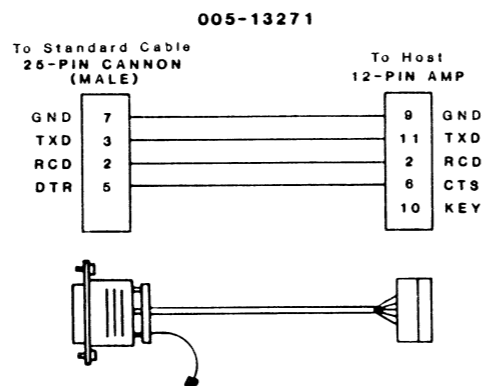 005-13271
To Standard Cable
25-PIN CANNON
(MALE)
To Host
12-PIN AMP
GND 7 9 GND
TXD 3 11 TXD
RCD 2 2 RCD
DTR 5 6 CTS
10 KEY